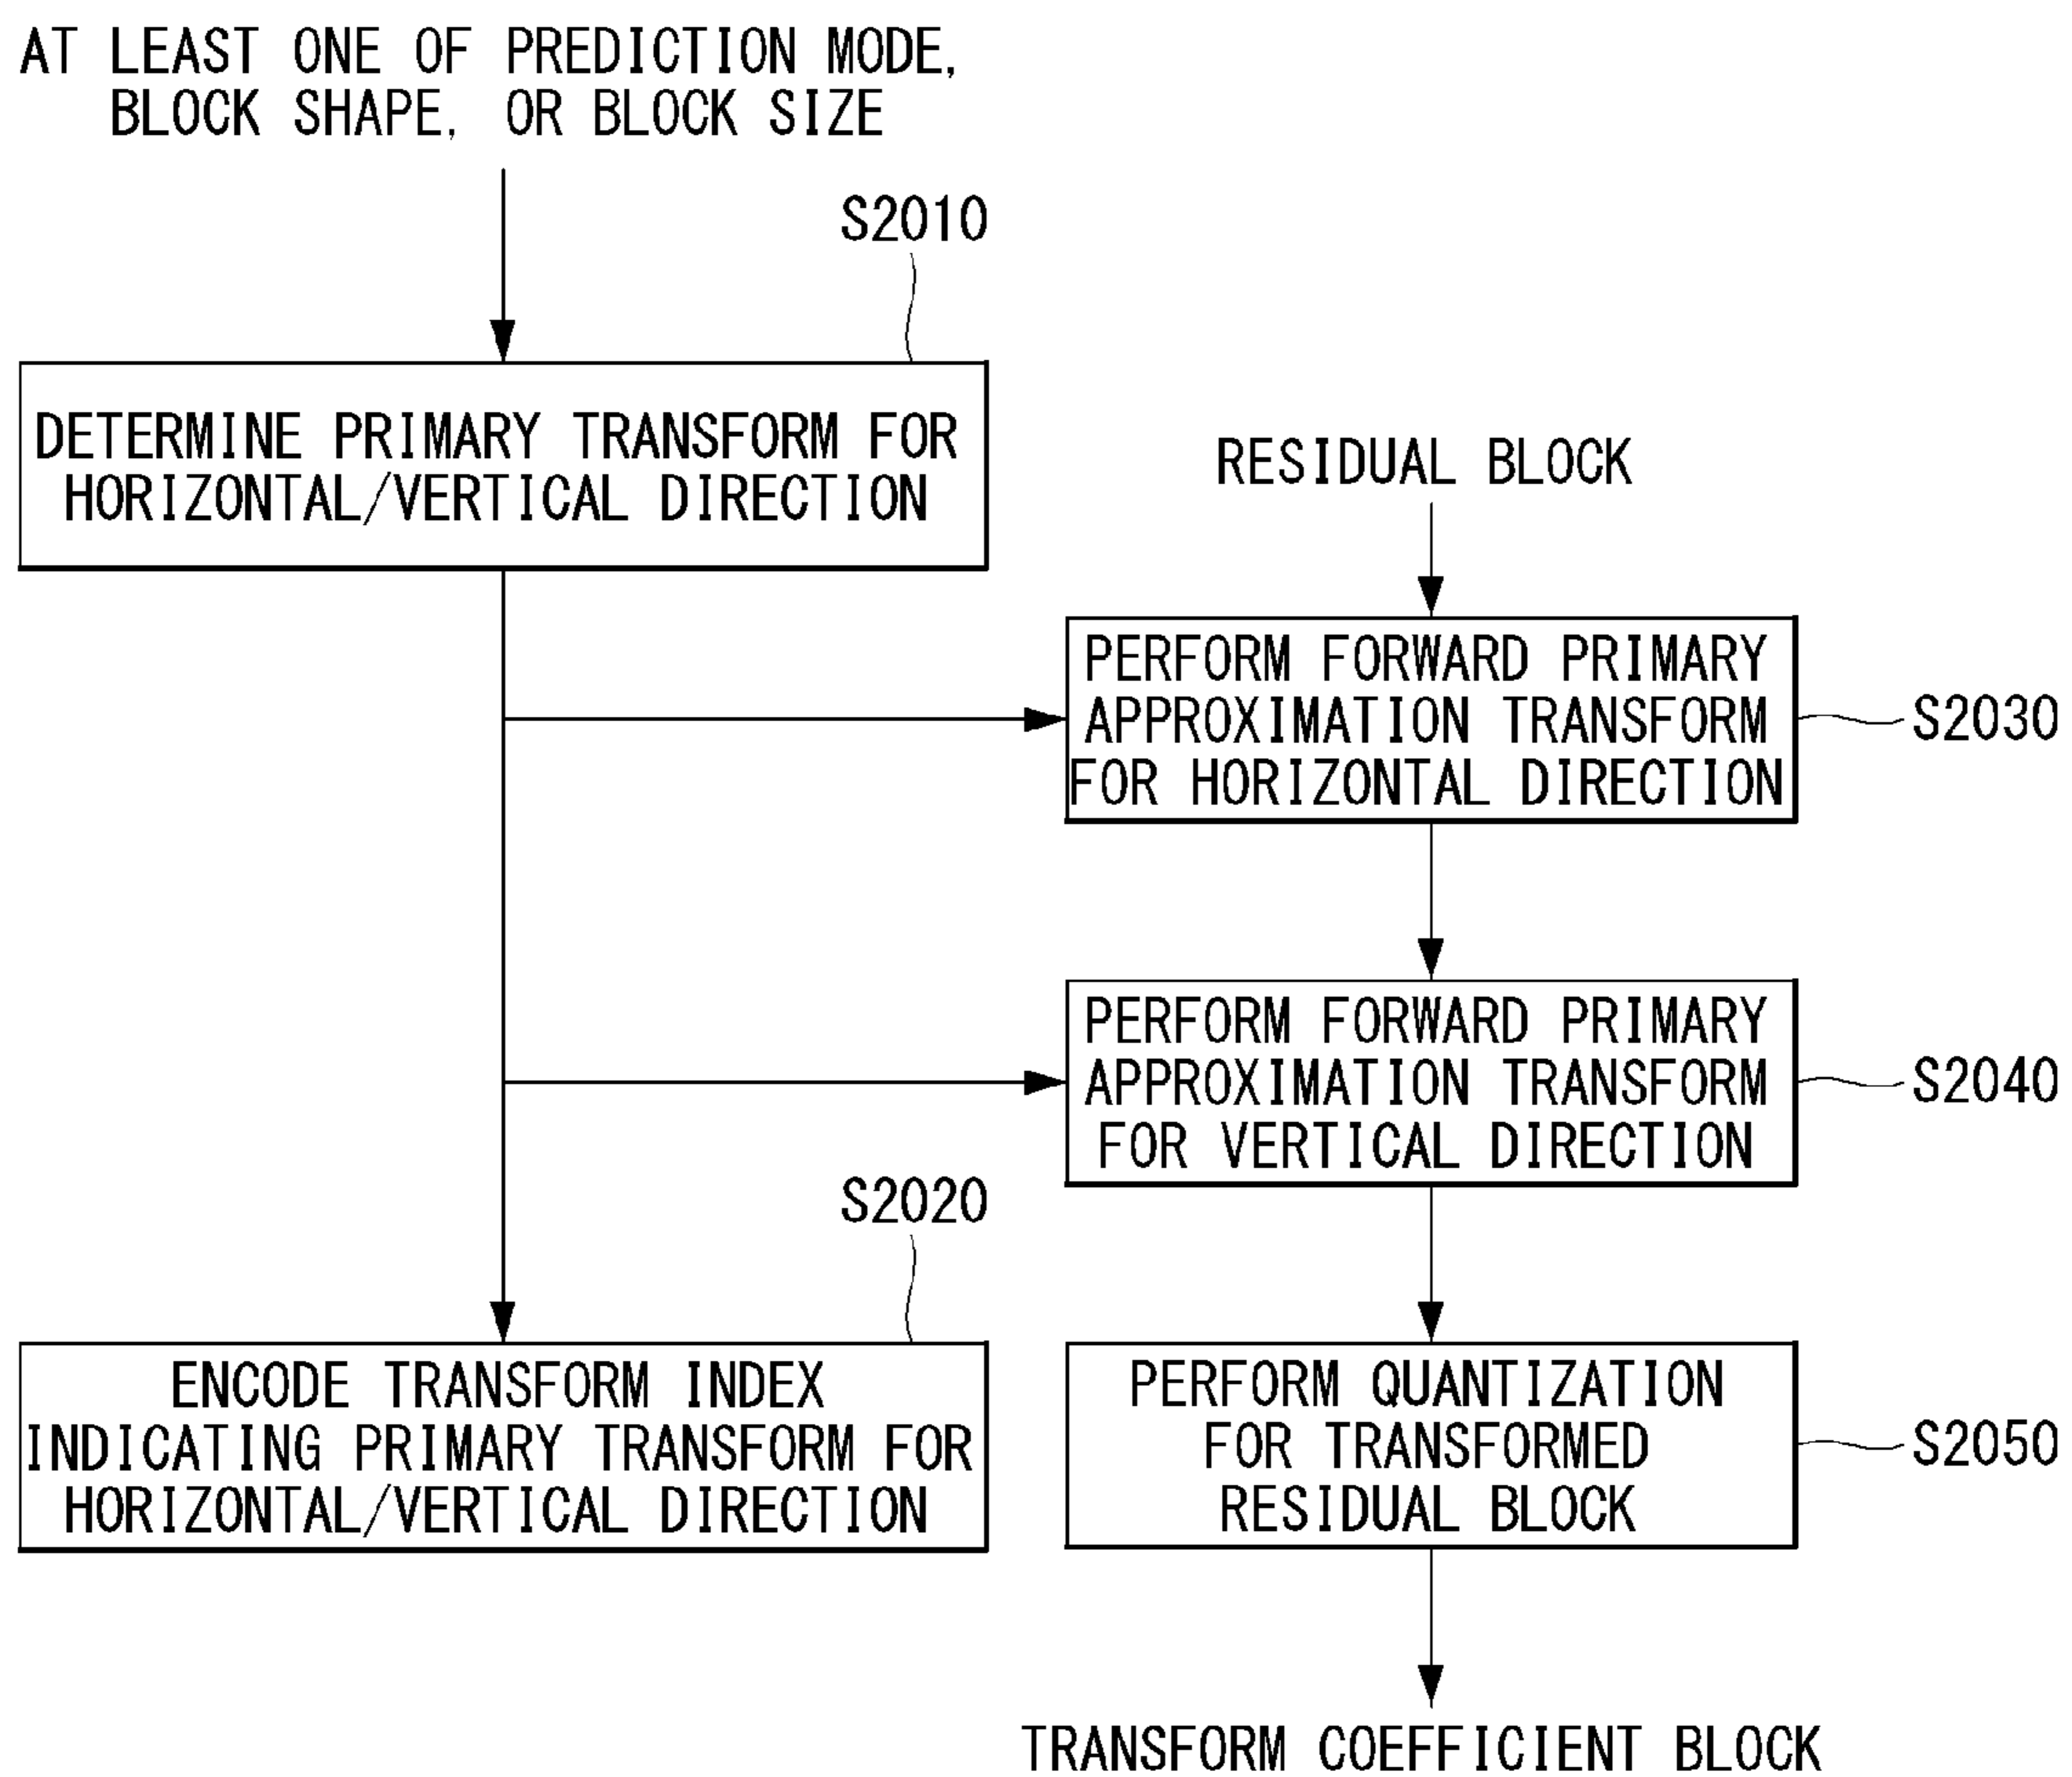 AT LEAST ONE OF PREDICTION MODE,
BLOCK SHAPE, OR BLOCK SIZE
S2010
DETERMINE PRIMARY TRANSFORM FOR
HORIZONTAL/VERTICAL DIRECTION
RESIDUAL BLOCK
PERFORM FORWARD PRIMARY
APPROXIMATION TRANSFORM
FOR HORIZONTAL DIRECTION
S2030
PERFORM FORWARD PRIMARY
APPROXIMATION TRANSFORM
FOR VERTICAL DIRECTION
S2040
S2020
ENCODE TRANSFORM INDEX
INDICATING PRIMARY TRANSFORM FOR
HORIZONTAL/VERTICAL DIRECTION
PERFORM QUANTIZATION
FOR TRANSFORMED
RESIDUAL BLOCK
S2050
TRANSFORM COEFFICIENT BLOCK